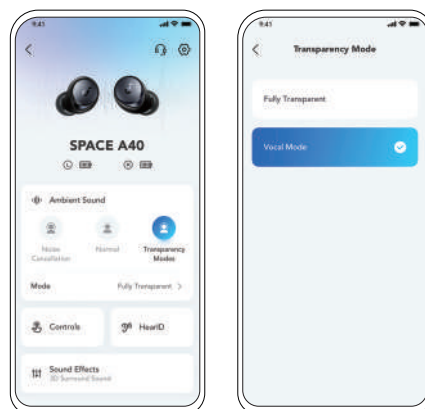 9:41
SPACE A40
L
R
Ambient Sound
Noise
Cancellation
Normal
Transparency
Modes
Mode
Fully Transparent
Controls
HearID
Sound Effects
3D Surround Sound
9:41
Transparency Mode
Fully Transparent
Vocal Mode